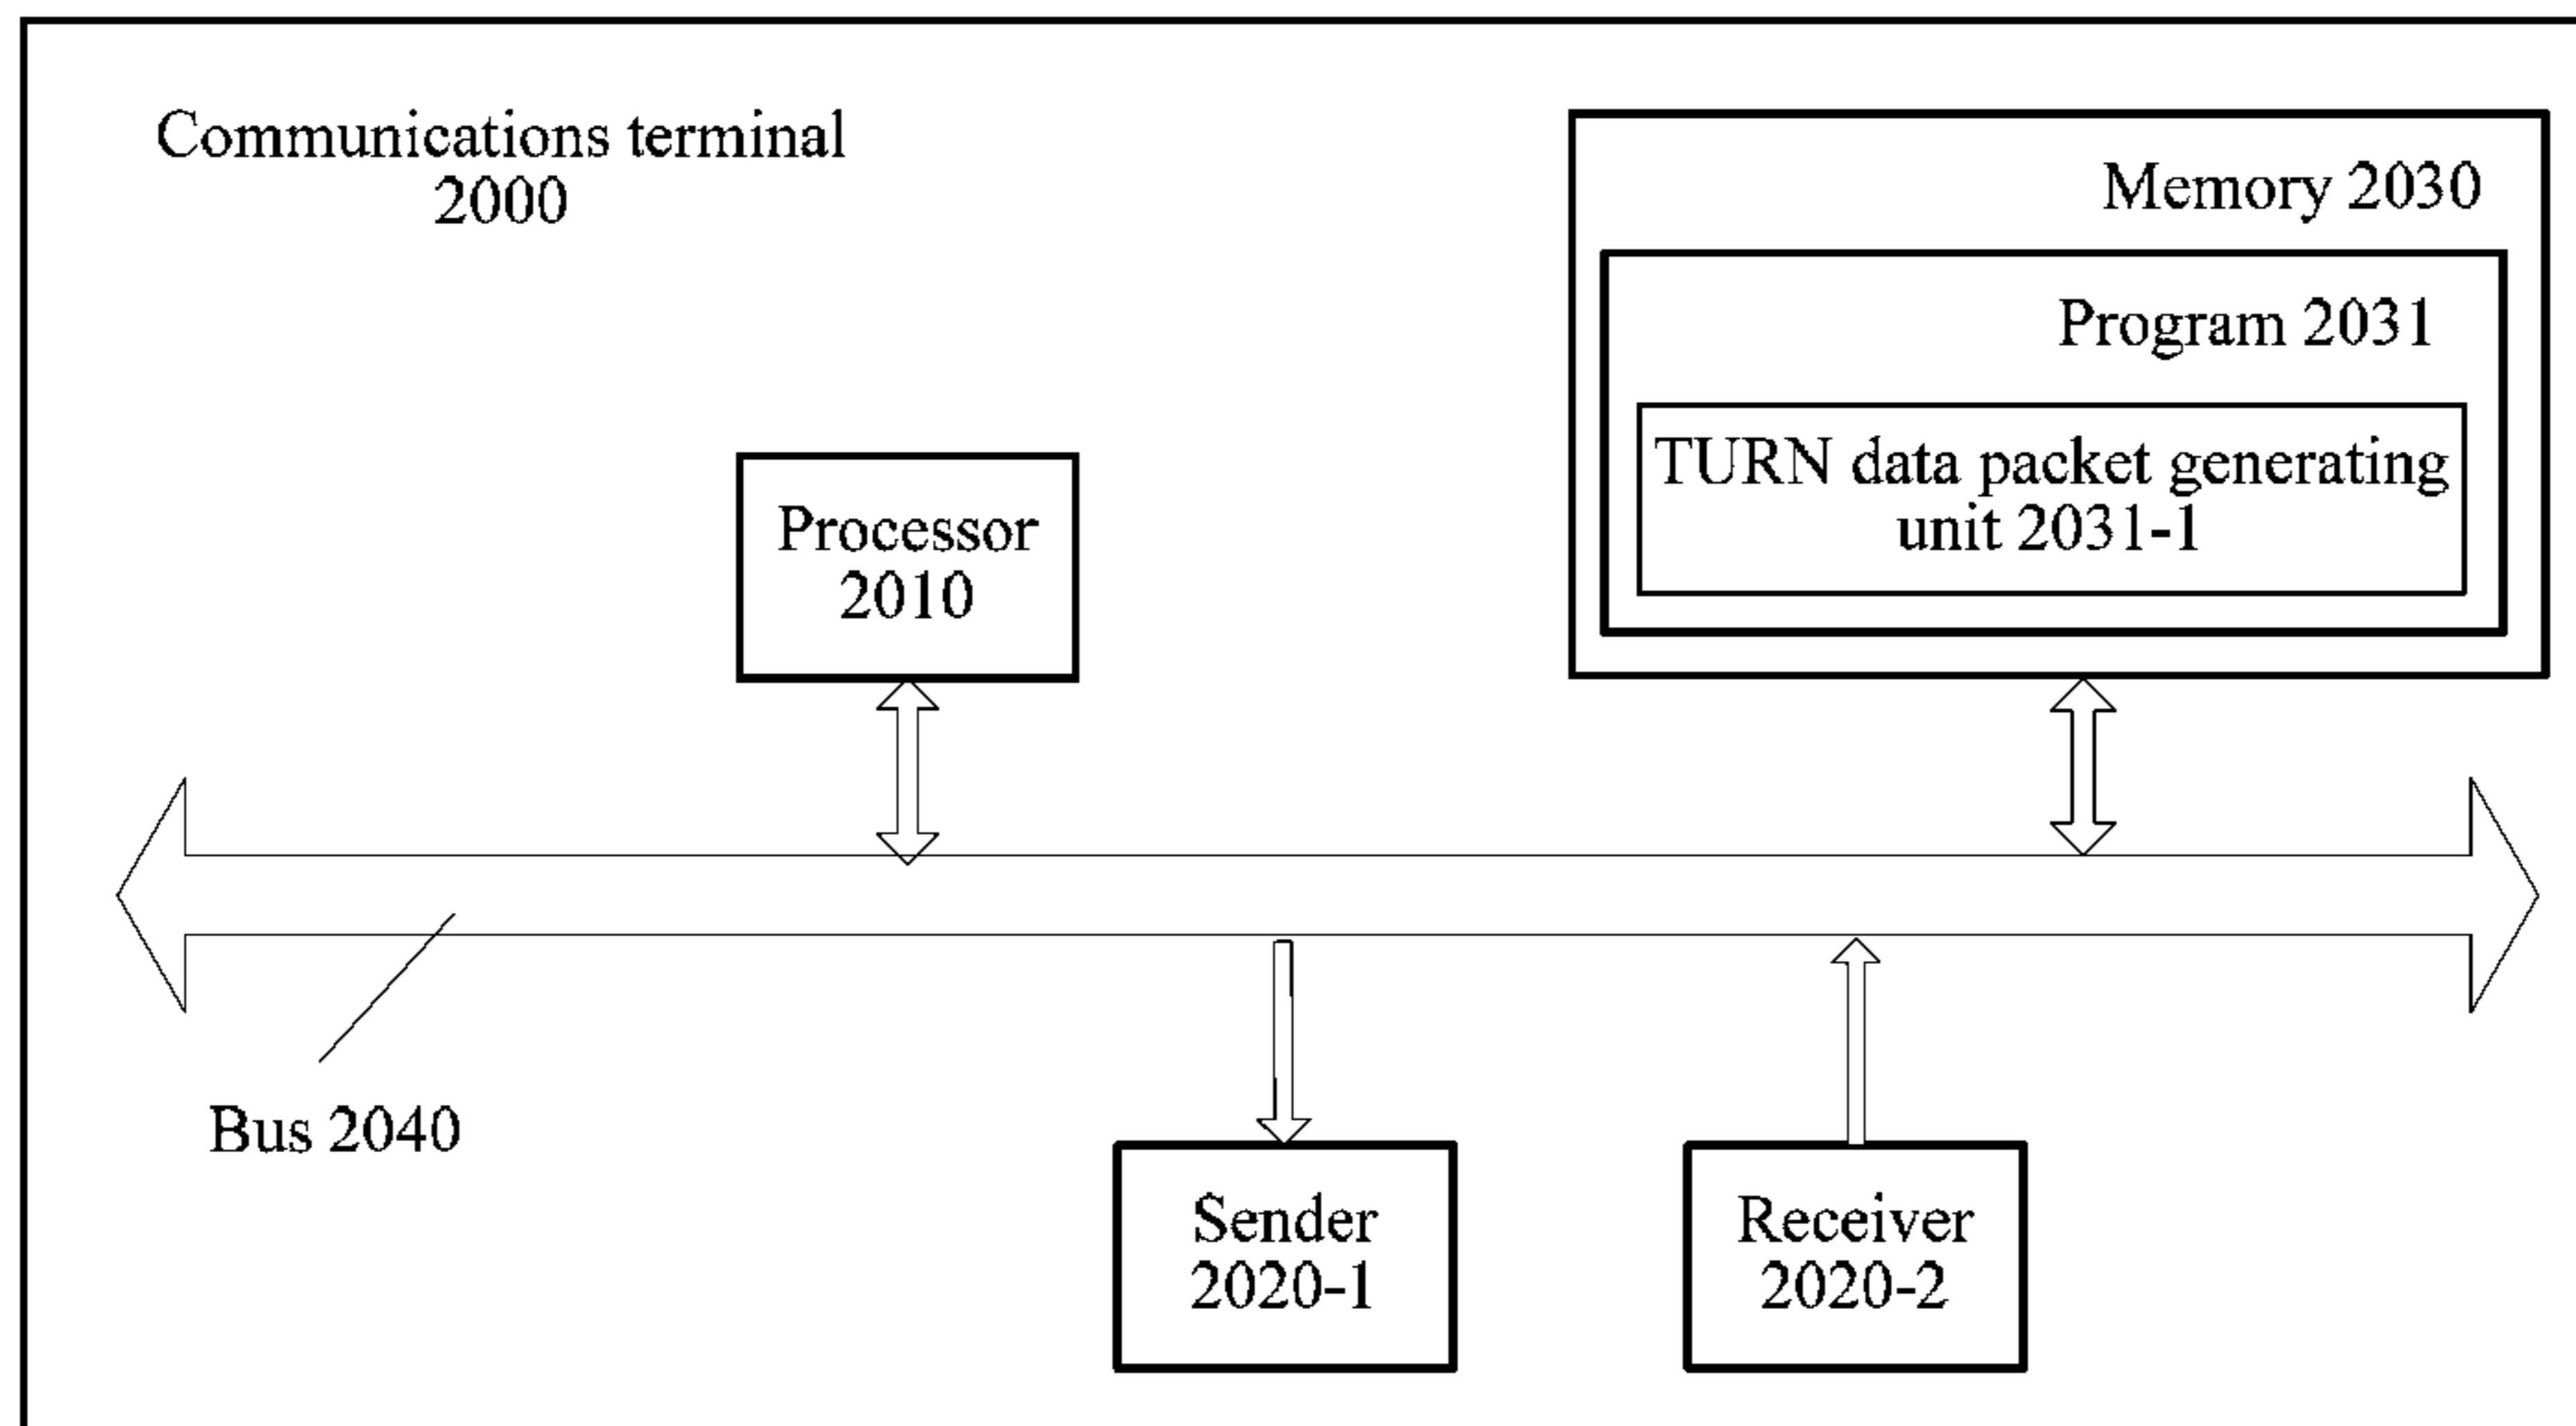 Communications terminal
2000
Memory 2030
Program 2031
TURN data packet generating
unit 2031-1
Processor
2010
Bus 2040
Sender
2020-1
Receiver
2020-2